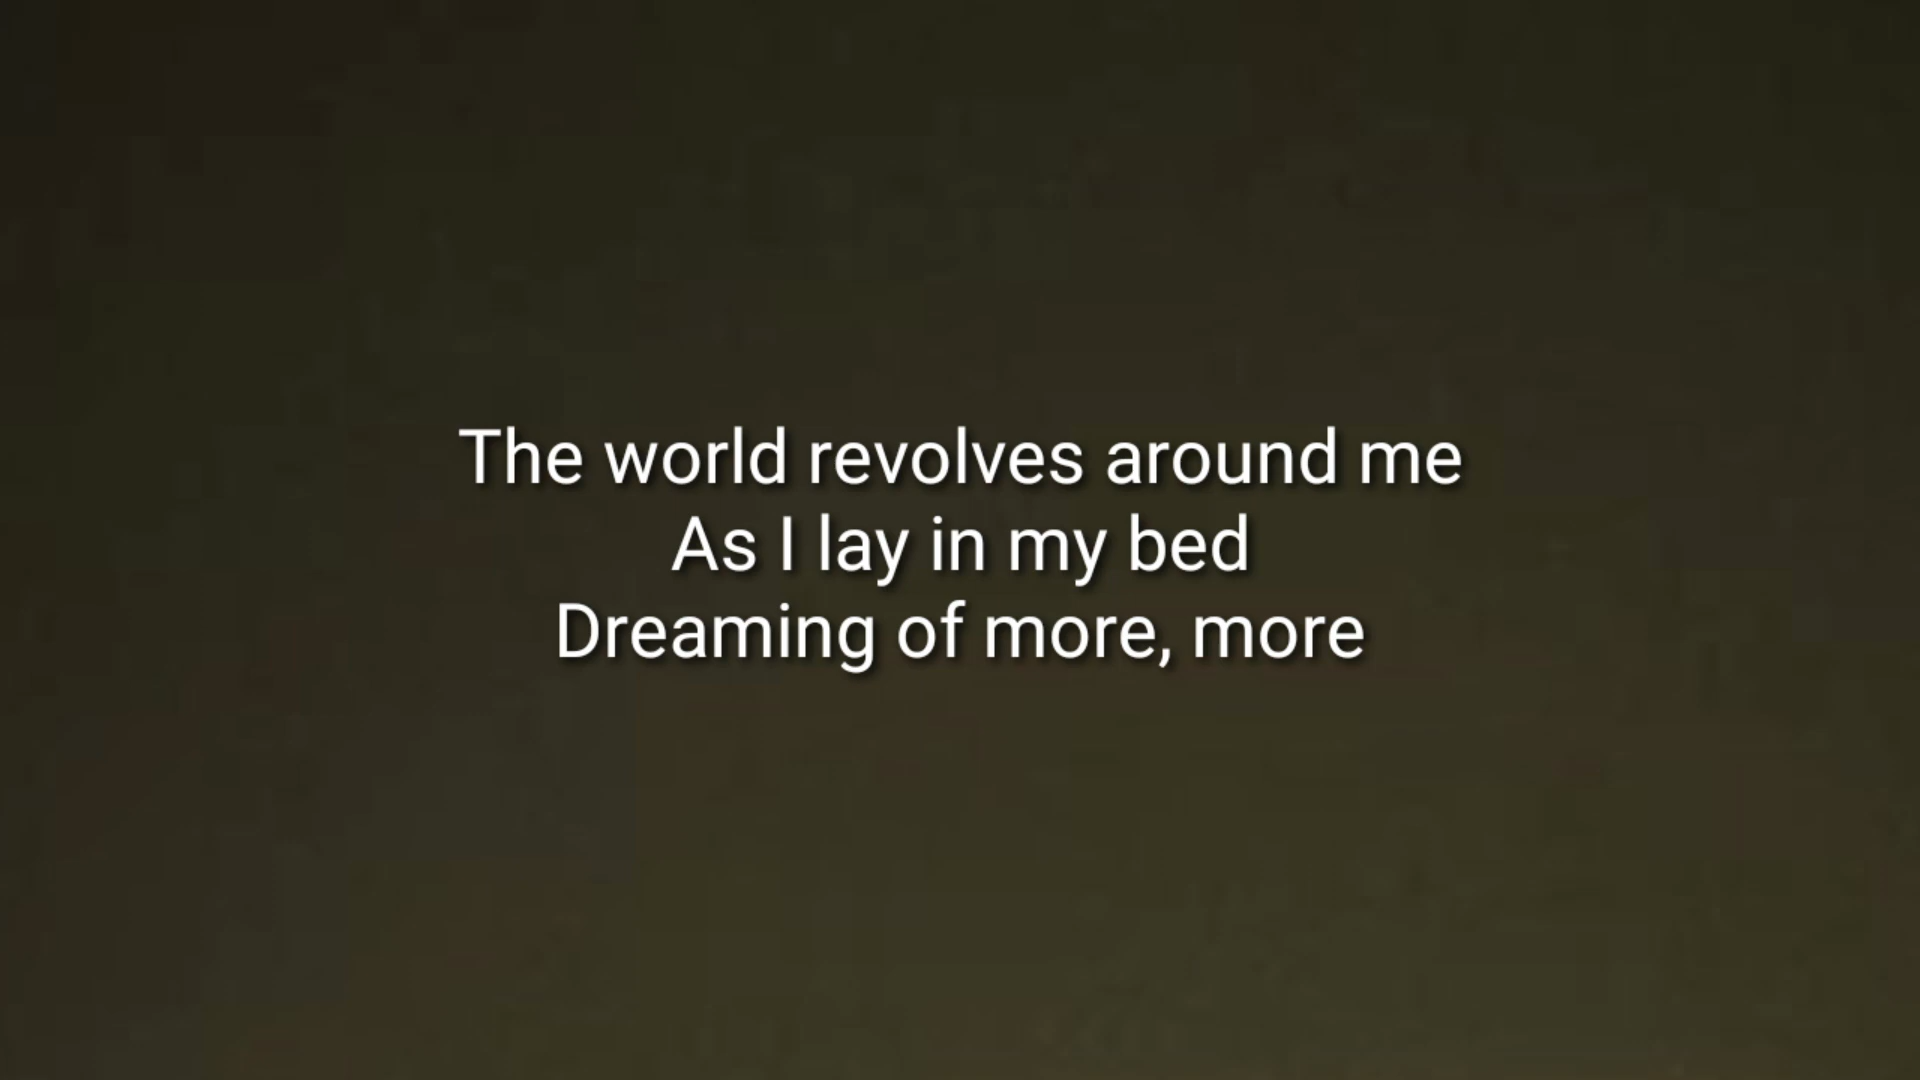 The world revolves around me
As I lay in my bed
Dreaming of more, more